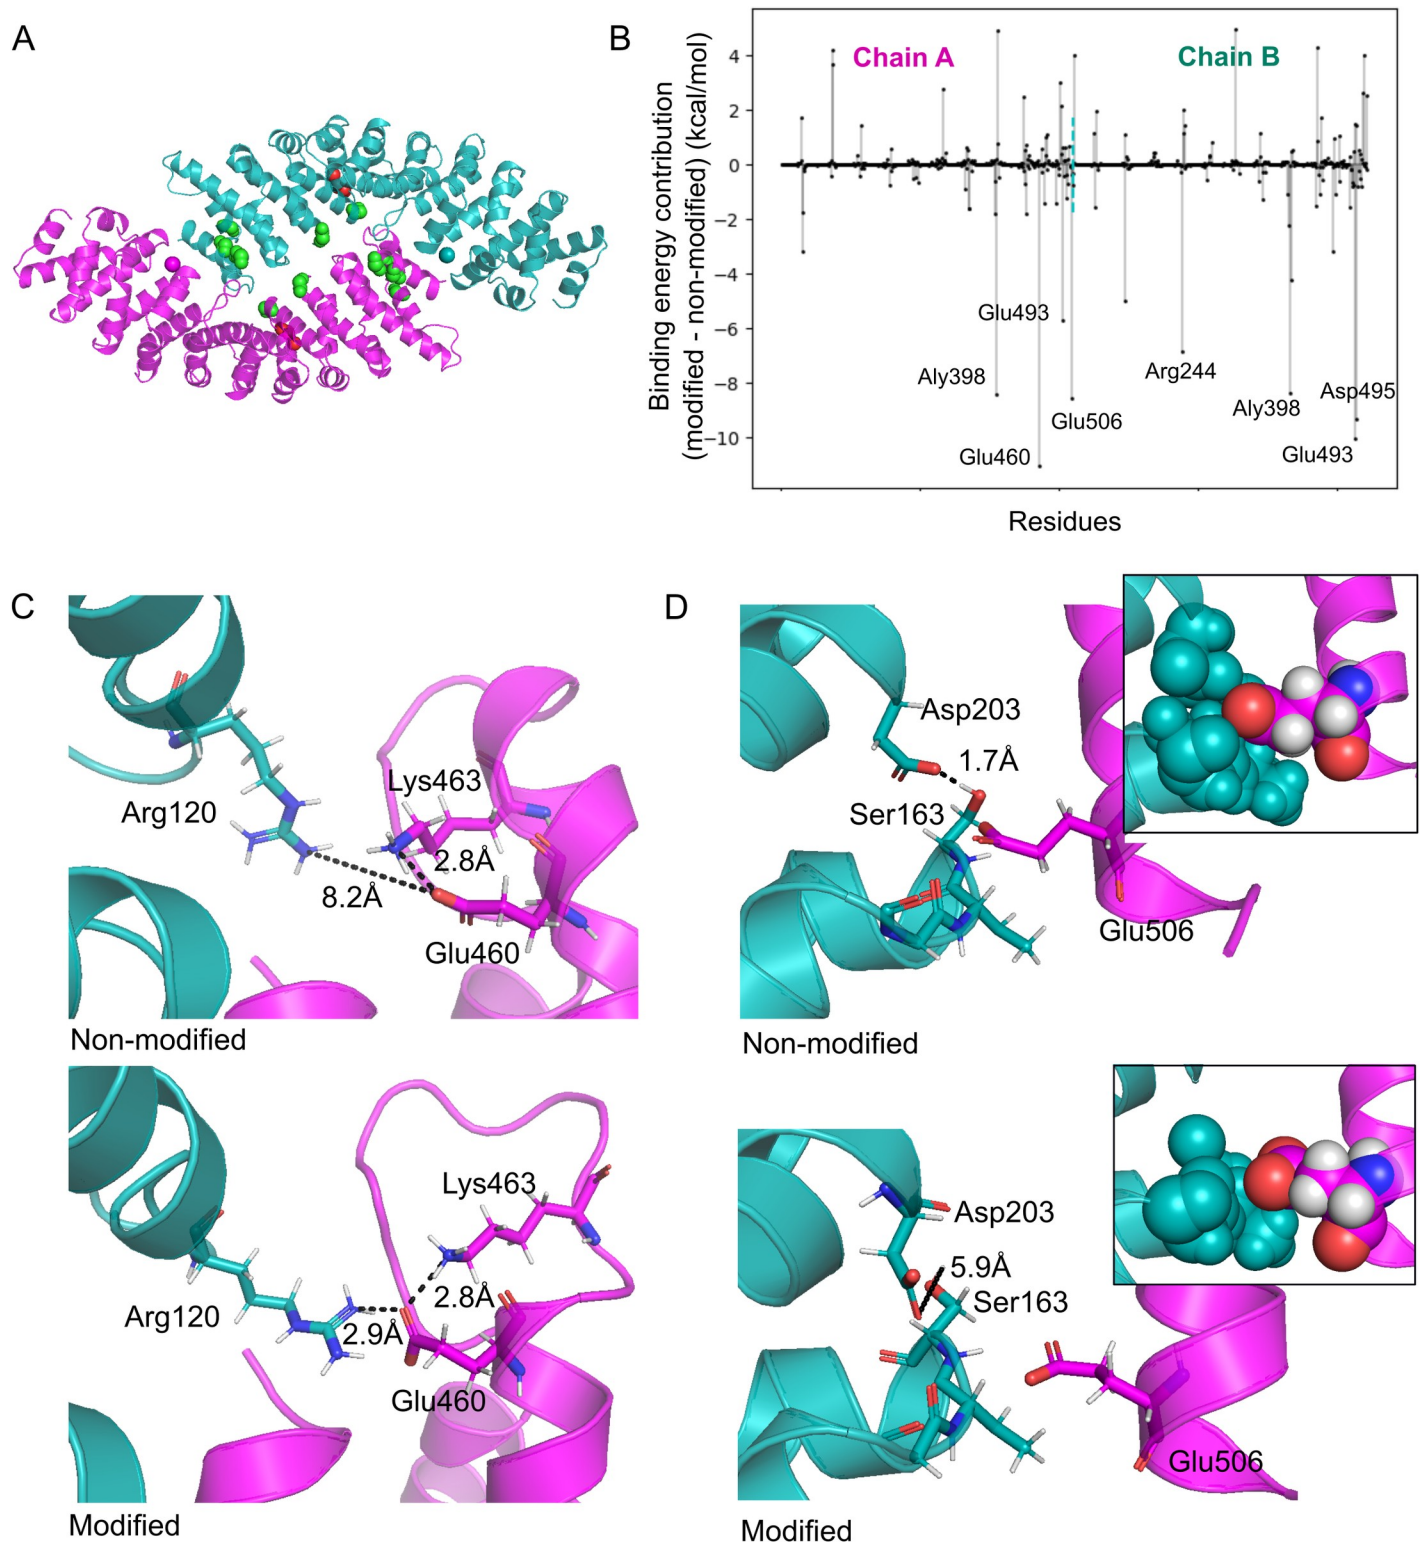 A
B
Binding energy contribution
(modified - non-modified) (kcal/mol)
4
2
0
−2
−4
−6
−8
−10
Chain A
Chain B
Glu493
Aly398
Glu460
Glu506
Arg244
Aly398
Asp495
Glu493
Residues
C
Arg120
Lys463
2.8Å
8.2Å
Glu460
Non-modified
Lys463
Arg120
2.8Å
2.9Å
Glu460
Modified
D
Asp203
1.7Å
Ser163
Glu506
Non-modified
Asp203
5.9Å
Ser163
Glu506
Modified